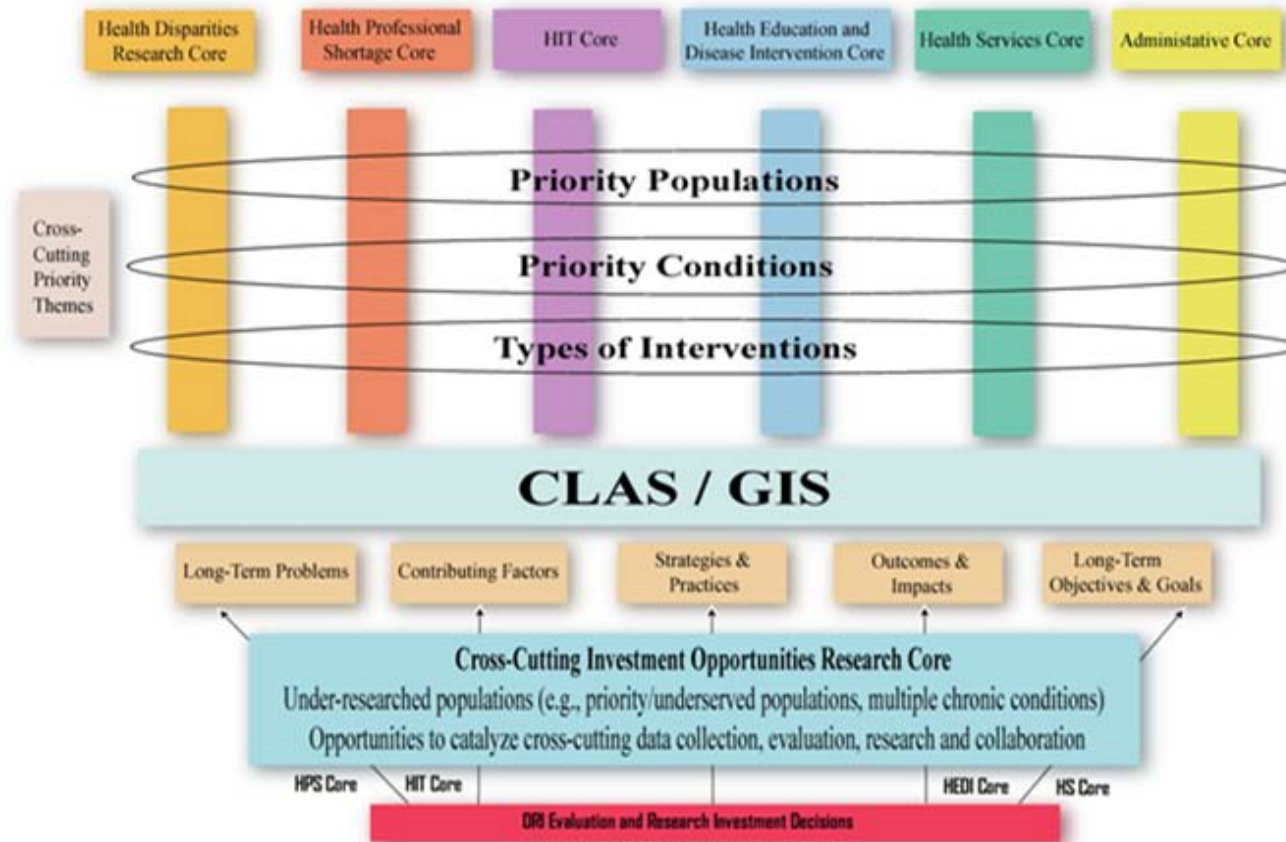 Health Disparities
Research Core
Health Professional
Shortage Core
HIT Core
Health Education and
Disease Intervention Core
Health Services Core
Administative Core
Cross-
Cutting
Priority
Themes
Priority Populations
Priority Conditions
Types of Interventions
CLAS / GIS
Long-Term Problems
Contributing Factors
Strategies &
Practices
Outcomes &
Impacts
Long-Term
Objectives & Goals
Cross-Cutting Investment Opportunities Research Core
Under-researched populations (e.g., priority/underserved populations, multiple chronic conditions)
Opportunities to catalyze cross-cutting data collection, evaluation, research and collaboration
HPS Core
HIT Core
HEDI Core
HS Core
DRI Evaluation and Research Investment Decisions